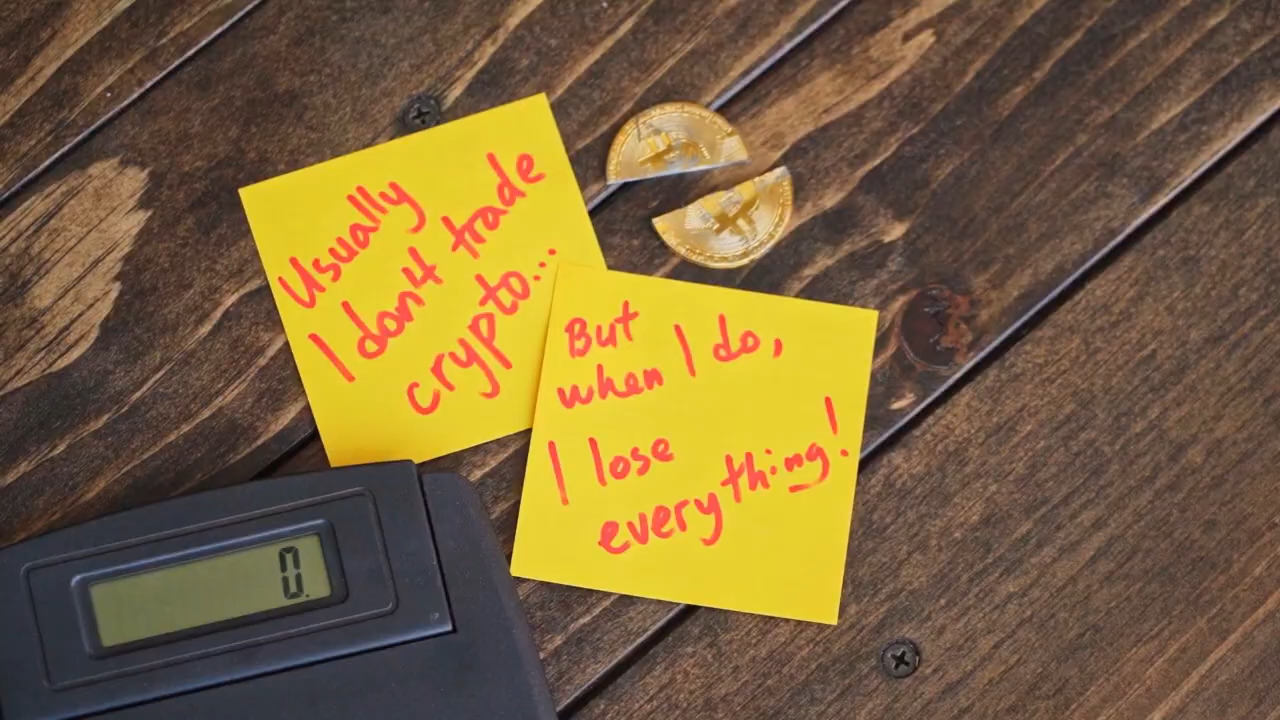 Usually
I don't trade
crypto...
But
when I do,
I lose
everything!
0.